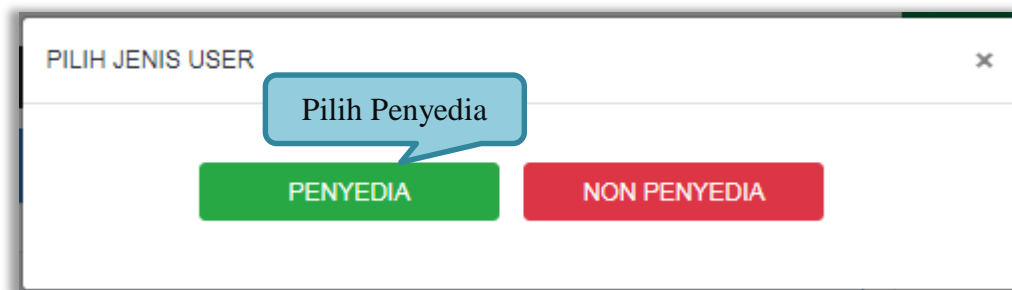 PILIH JENIS USER
×
Pilih Penyedia
PENYEDIA
NON PENYEDIA